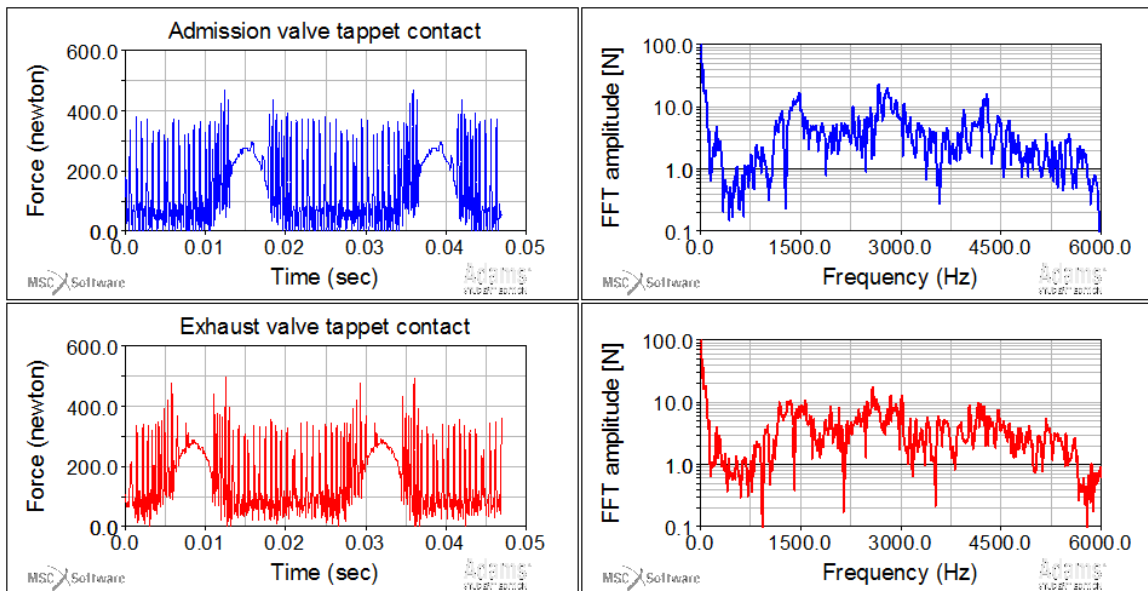 Admission valve tappet contact
Force (newton)
600.0
400.0
200.0
0.0
0.0 0.01 0.02 0.03 0.04 0.05
Time (sec)
MSC Software
Adams
FFT amplitude [N]
100.0
10.0
1.0
0.1
0.0 1500.0 3000.0 4500.0 6000.0
Frequency (Hz)
MSC Software
Adams
Exhaust valve tappet contact
Force (newton)
600.0
400.0
200.0
0.0
0.0 0.01 0.02 0.03 0.04 0.05
Time (sec)
MSC Software
Adams
FFT amplitude [N]
100.0
10.0
1.0
0.1
0.0 1500.0 3000.0 4500.0 6000.0
Frequency (Hz)
MSC Software
Adams